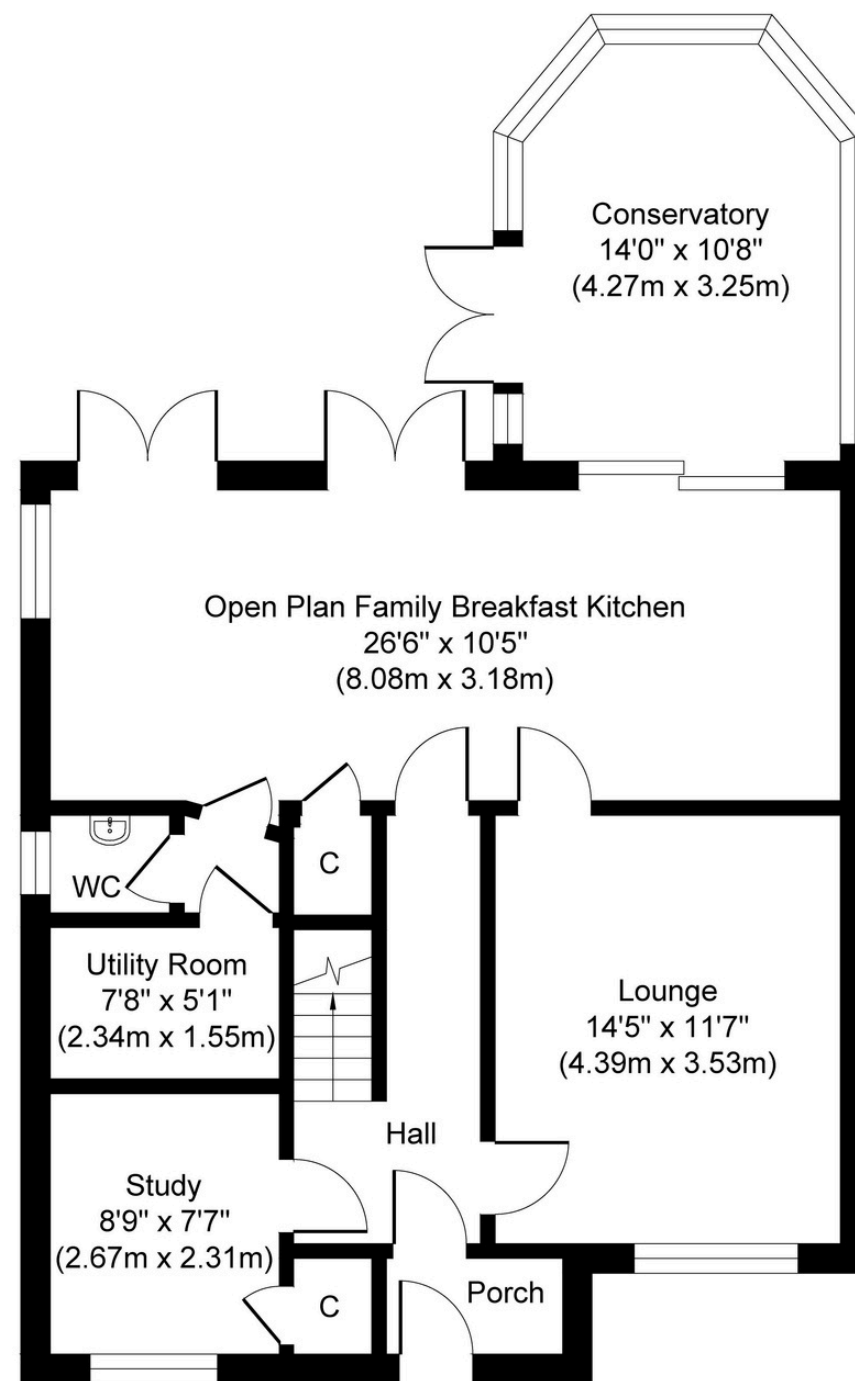 Conservatory
14'0" x 10'8"
(4.27m x 3.25m)
Open Plan Family Breakfast Kitchen
26'6" x 10'5"
(8.08m x 3.18m)
WC
C
Utility Room
7'8" x 5'1"
(2.34m x 1.55m)
Lounge
14'5" x 11'7"
(4.39m x 3.53m)
Hall
Study
8'9" x 7'7"
(2.67m x 2.31m)
C
Porch